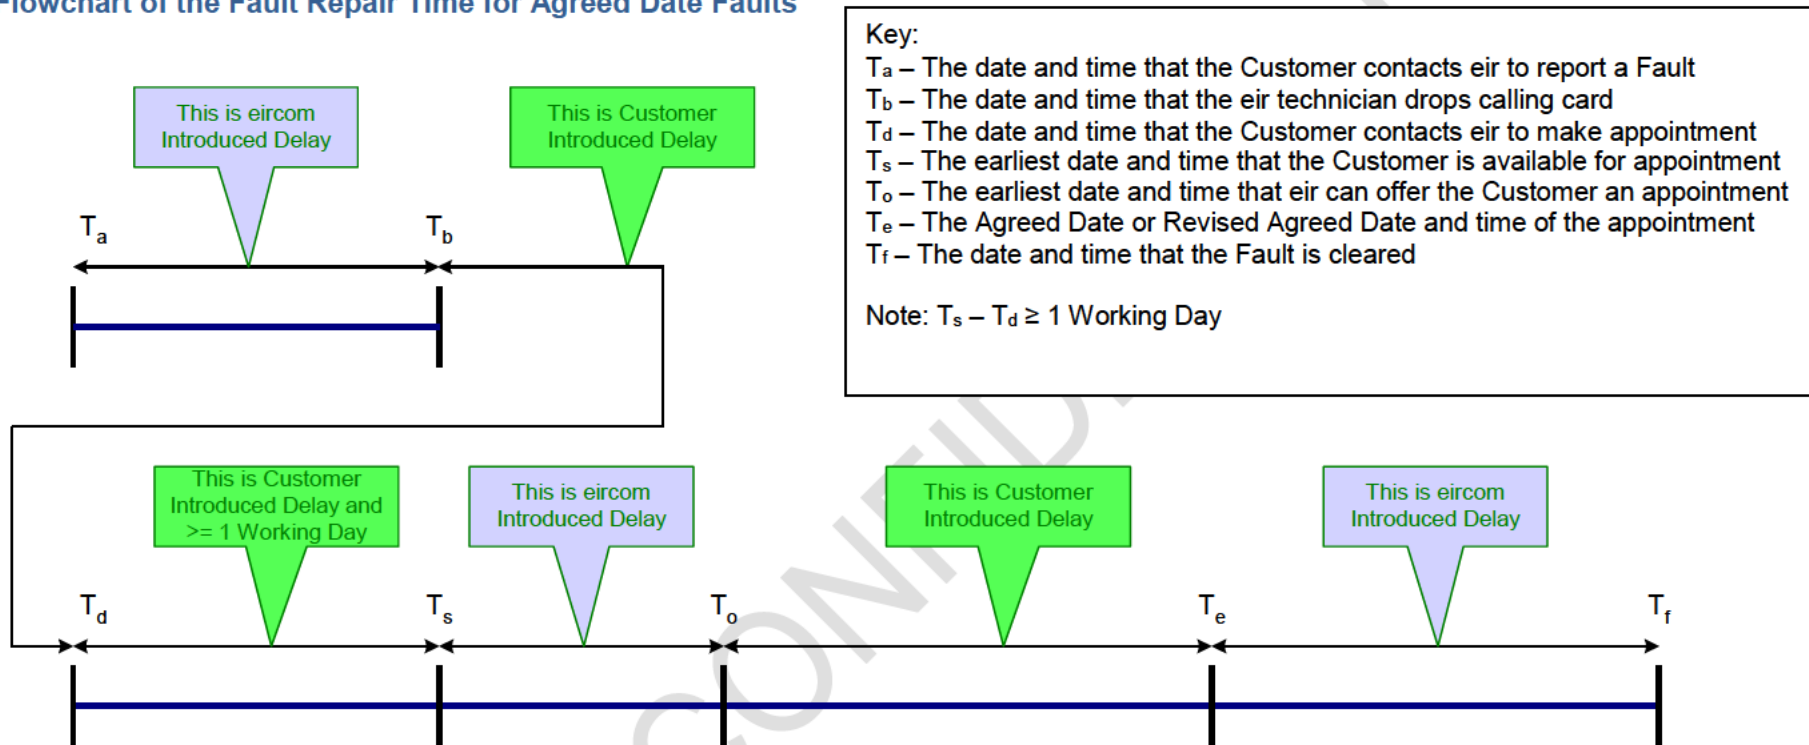 Flowchart of the Fault Repair Time for Agreed Date Faults
Key:
Ta – The date and time that the Customer contacts eir to report a Fault
Tb – The date and time that the eir technician drops calling card
Td – The date and time that the Customer contacts eir to make appointment
Ts – The earliest date and time that the Customer is available for appointment
To – The earliest date and time that eir can offer the Customer an appointment
Te – The Agreed Date or Revised Agreed Date and time of the appointment
Tf – The date and time that the Fault is cleared
Note: Ts – Td ≥ 1 Working Day
This is eircom
Introduced Delay
This is Customer
Introduced Delay
Ta
Tb
This is Customer
Introduced Delay and
>= 1 Working Day
This is eircom
Introduced Delay
This is Customer
Introduced Delay
This is eircom
Introduced Delay
Td
Ts
To
Te
Tf
CONFID